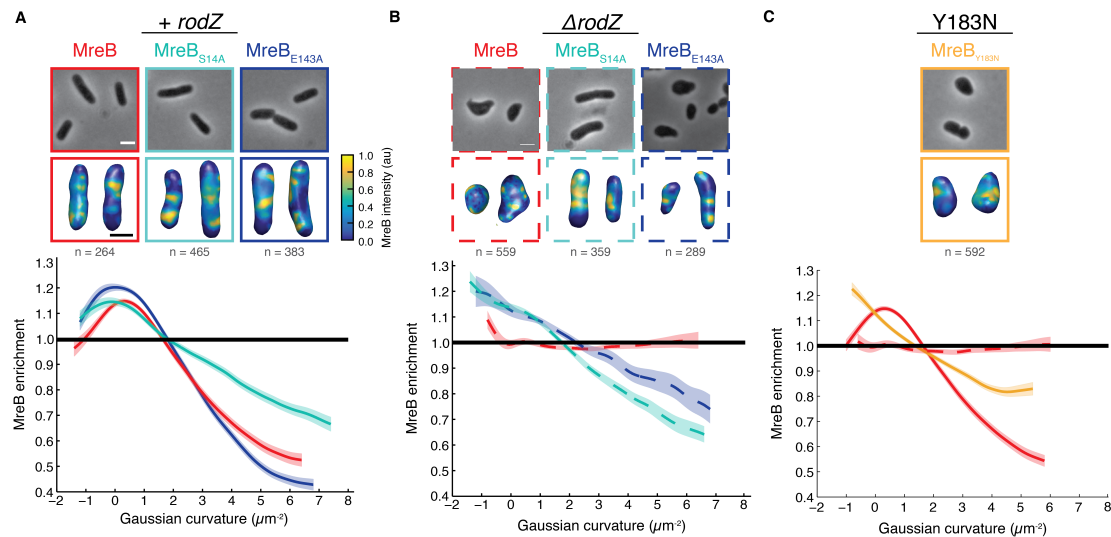 A
+ rodZ
MreB
MreBS14A
MreBE143A
1.0
0.8
0.6
0.4
0.2
0.0
MreB intensity (au)
n = 264
n = 465
n = 383
1.3
1.2
1.1
1.0
0.9
0.8
0.7
0.6
0.5
0.4
MreB enrichment
−2 −1 0 1 2 3 4 5 6 7 8
Gaussian curvature (µm-2)
B
ΔrodZ
MreB
MreBS14A
MreBE143A
n = 559
n = 359
n = 289
1.3
1.2
1.1
1.0
0.9
0.8
0.7
0.6
0.5
0.4
MreB enrichment
−2 −1 0 1 2 3 4 5 6 7 8
Gaussian curvature (µm-2)
C
Y183N
MreBY183N
n = 592
1.3
1.2
1.1
1.0
0.9
0.8
0.7
0.6
0.5
0.4
MreB enrichment
−2 −1 0 1 2 3 4 5 6 7 8
Gaussian curvature (µm-2)